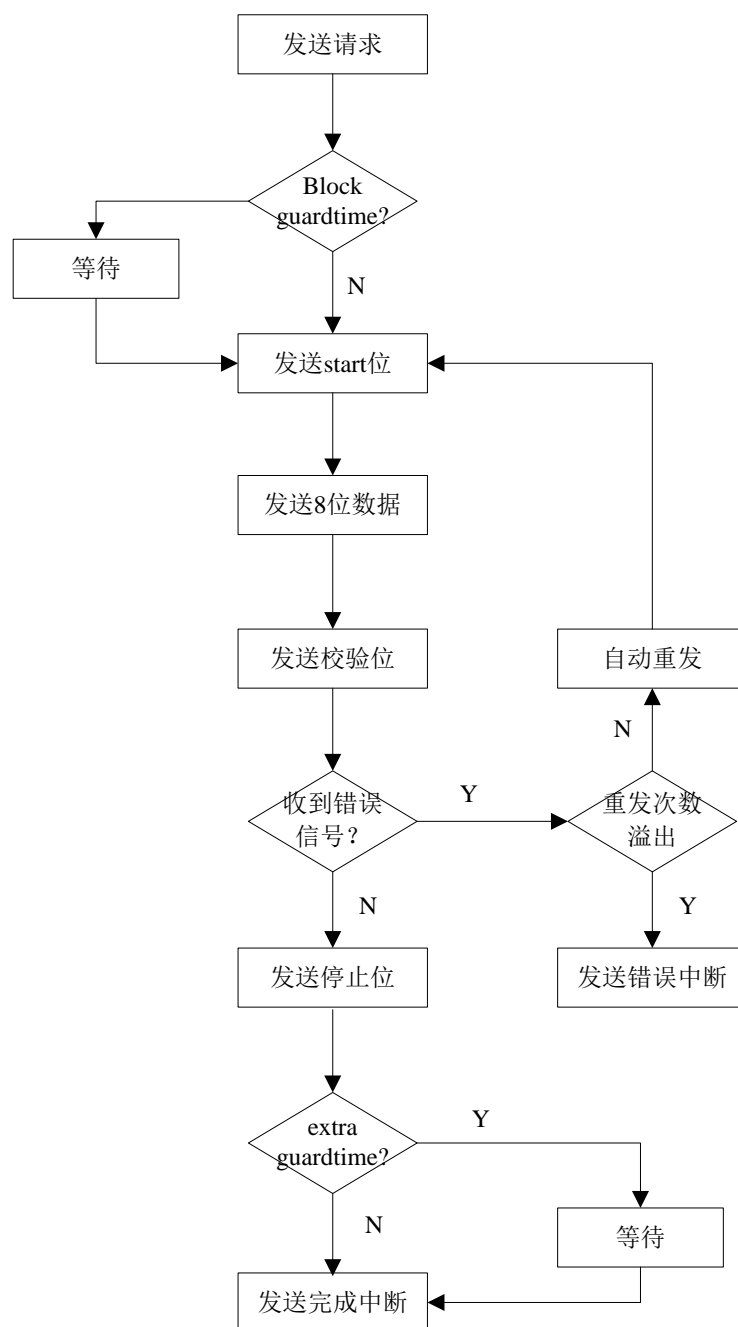 发送请求
Block
guardtime?
等待
N
发送start位
发送8位数据
发送校验位
自动重发
N
收到错误
信号？
Y
重发次数
溢出
N
Y
发送停止位
发送错误中断
extra
guardtime?
Y
N
等待
发送完成中断